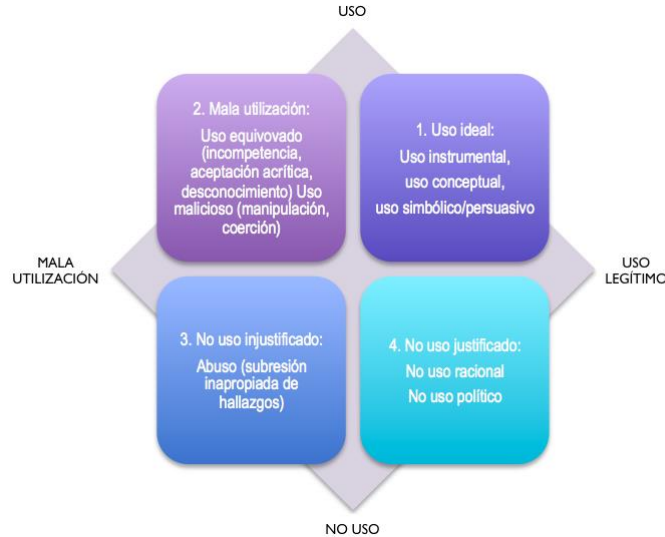 USO
2. Mala utilización:
Uso equivovado
(incompetencia,
aceptación acrítica,
desconocimiento) Uso
malicioso (manipulación,
coerción)
1. Uso ideal:
Uso instrumental,
uso conceptual,
uso simbólico/persuasivo
MALA
UTILIZACIÓN
USO
LEGÍTIMO
3. No uso injustificado:
Abuso (subresión
inapropiada de
hallazgos)
4. No uso justificado:
No uso racional
No uso político
NO USO